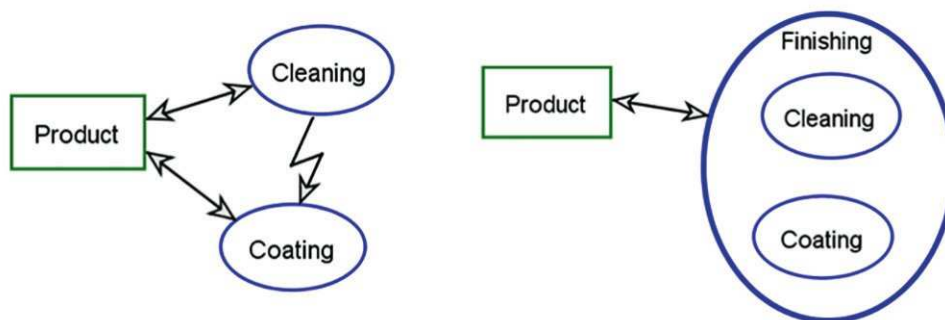 Cleaning
Product
Coating
Finishing
Product
Cleaning
Coating